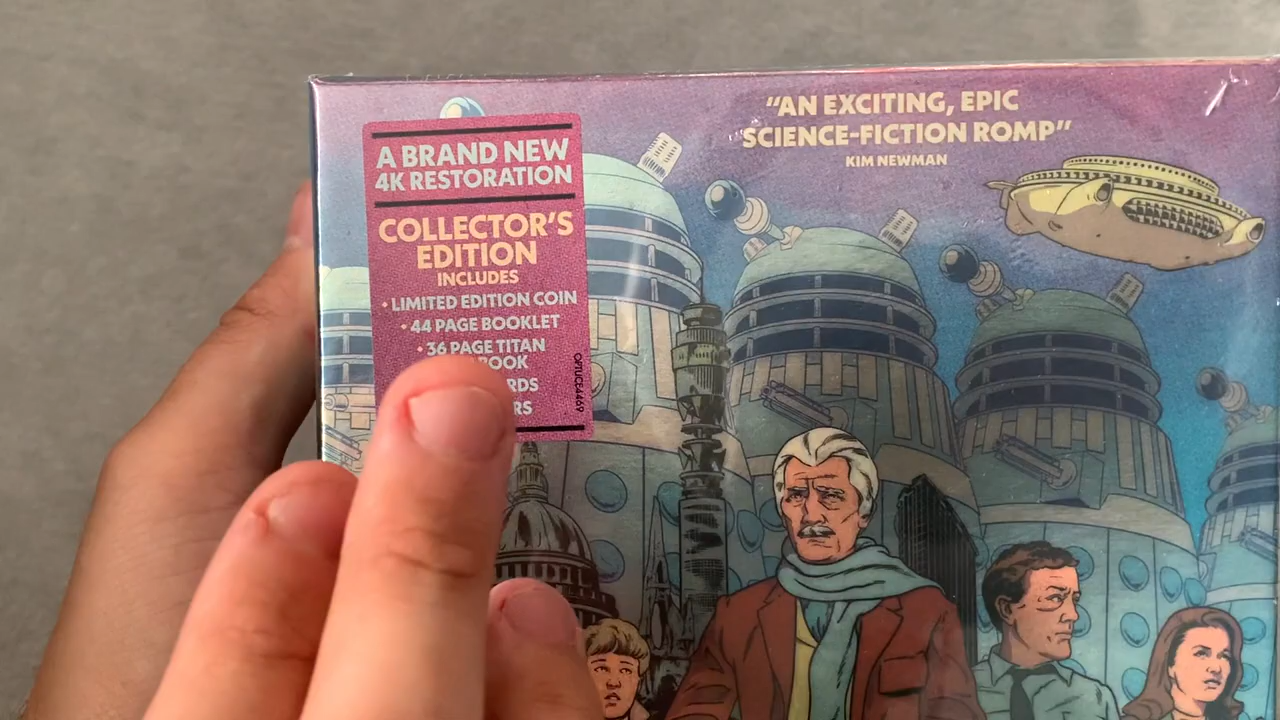 "AN EXCITING, EPIC
SCIENCE-FICTION ROMP"
KIM NEWMAN
A BRAND NEW
4K RESTORATION
COLLECTOR'S
EDITION
INCLUDES
• LIMITED EDITION COIN
• 44 PAGE BOOKLET
• 36 PAGE TITAN
OPTUCE4469